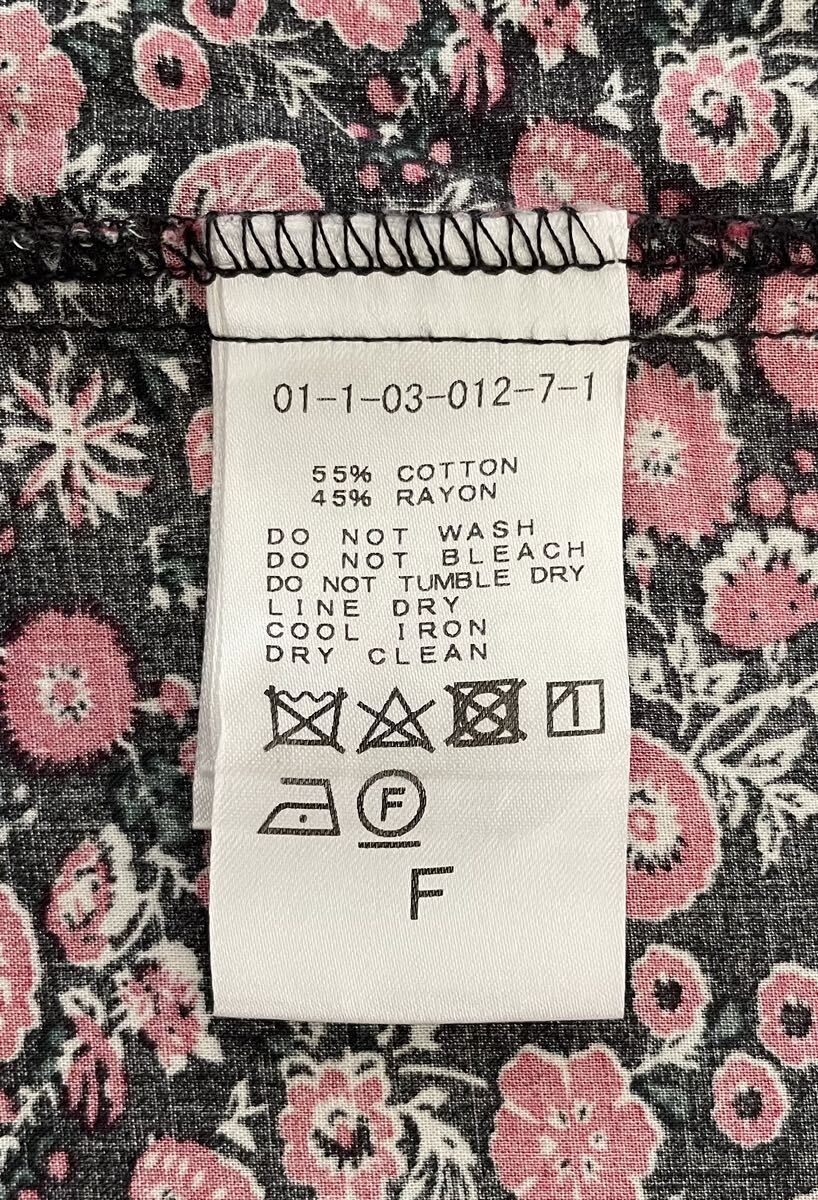 01-1-03-012-7-1
55% COTTON
45% RAYON
DO NOT WASH
DO NOT BLEACH
DO NOT TUMBLE DRY
LINE DRY
COOL IRON
DRY CLEAN
F
F